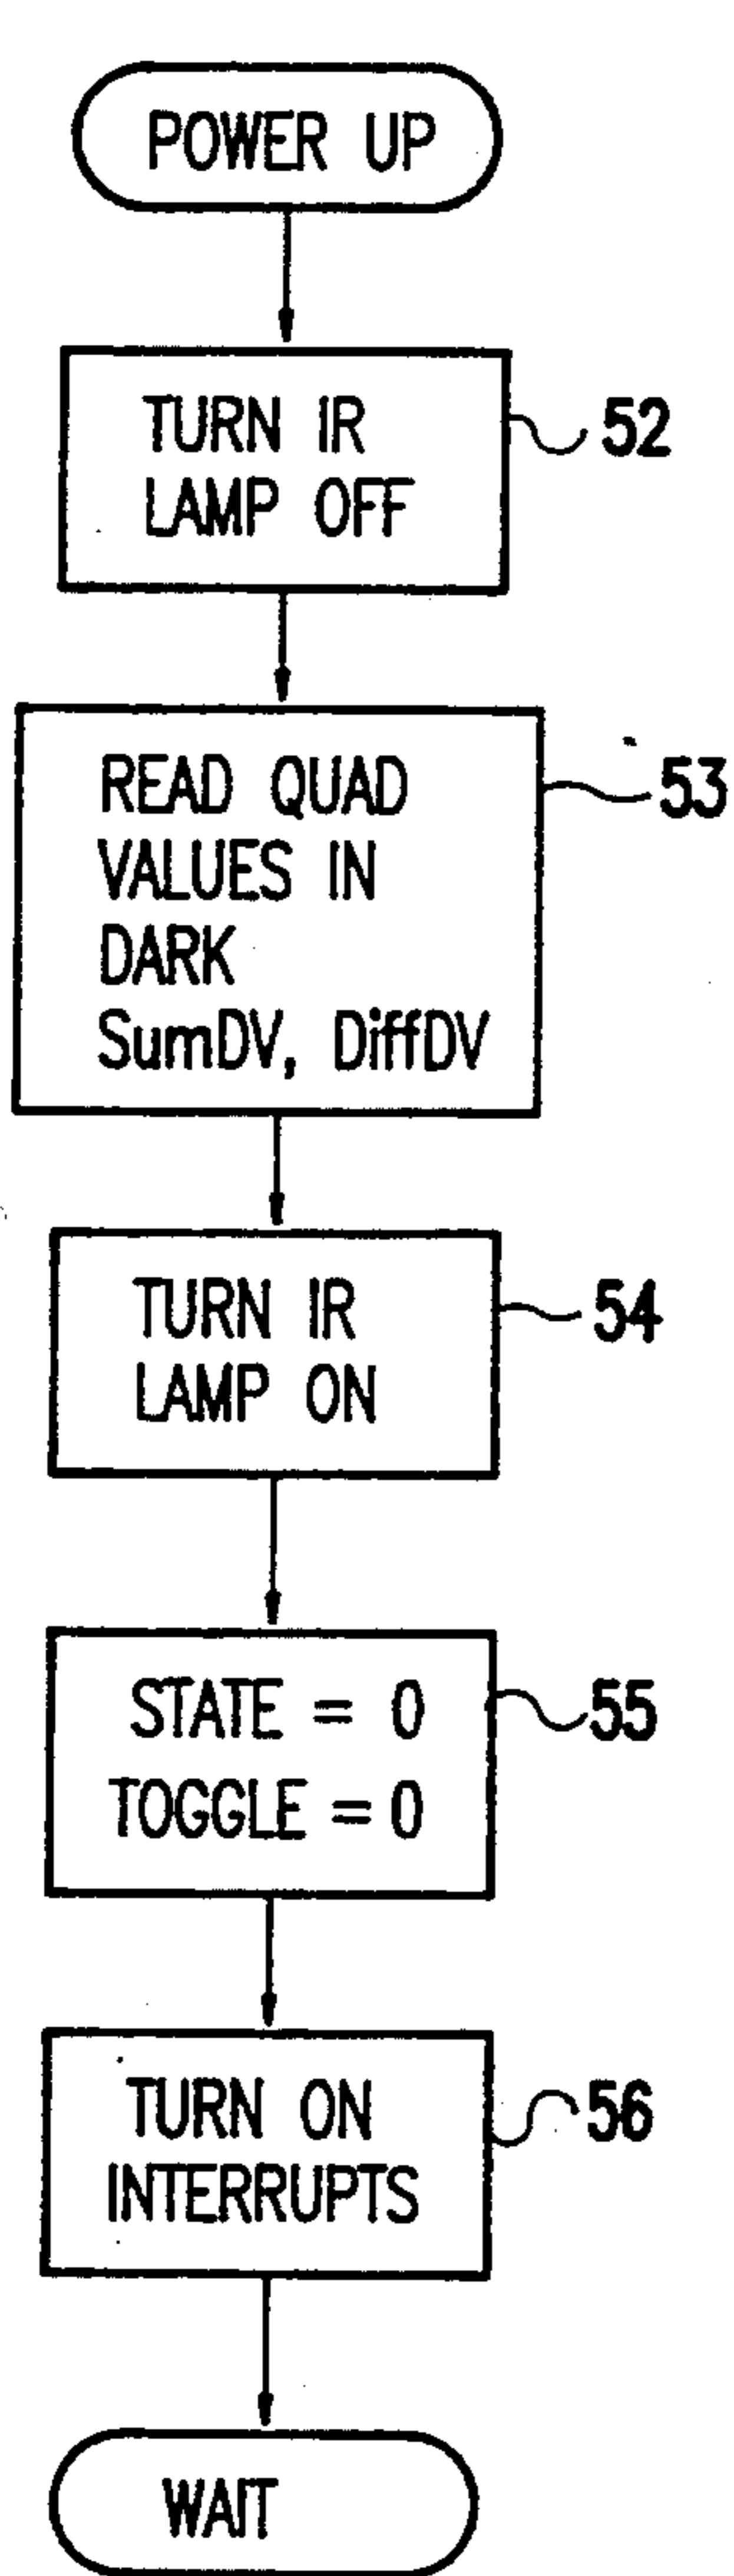 POWER UP
TURN IR
LAMP OFF
52
READ QUAD
VALUES IN
DARK
SumDV, DiffDV
53
TURN IR
LAMP ON
54
STATE = 0
TOGGLE = 0
55
TURN ON
INTERRUPTS
56
WAIT